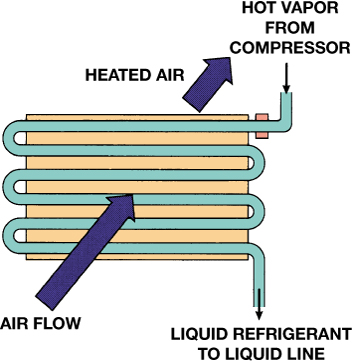 HOT VAPOR
FROM
COMPRESSOR
HEATED AIR
AIR FLOW
LIQUID REFRIGERANT
TO LIQUID LINE